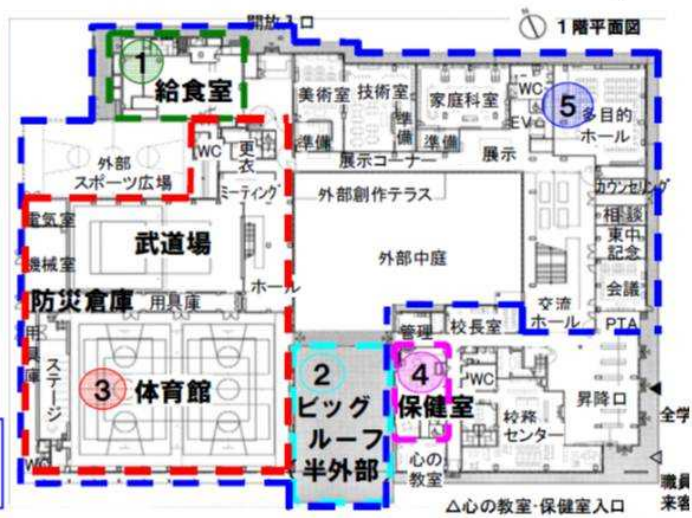 開放入口
1階平面図
1
給食室
美術室
技術室
準備
準備
家庭科室
準備
WC
EV
5
多目的
ホール
外部
スポーツ広場
WC
更衣
ミーティング
展示コーナー
展示
カウンセリング
外部創作テラス
相談
電気室
武道場
東中
記念
機械室
外部中庭
会議
防災倉庫
用具庫
ホール
交流
ホール
PTA
管理
校長室
用具庫
ステージ
3
体育館
2
ビッグ
ルーフ
半外部
4
保健室
WC
校務
センター
昇降口
全学
心の
教室
WC
△心の教室・保健室入口
職員
来客